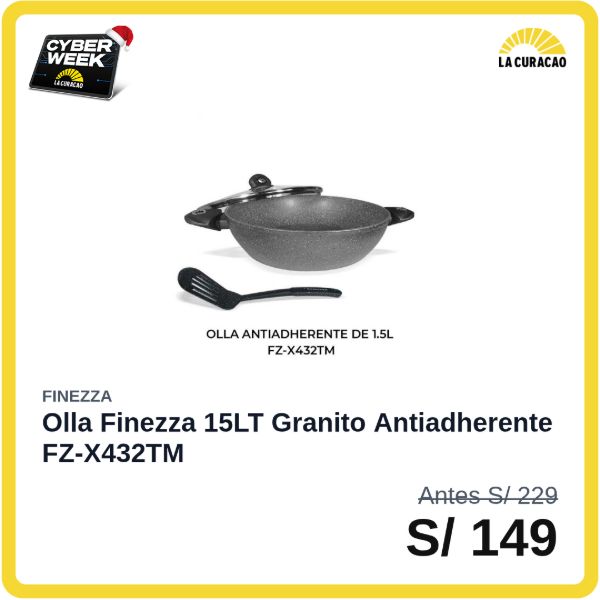 CYBER
WEEK
LA CURACAO
LA CURACAO
OLLA ANTIADHERENTE DE 1.5L
FZ-X432TM
FINEZZA
Olla Finezza 15LT Granito Antiadherente
FZ-X432TM
Antes S/ 229
S/ 149